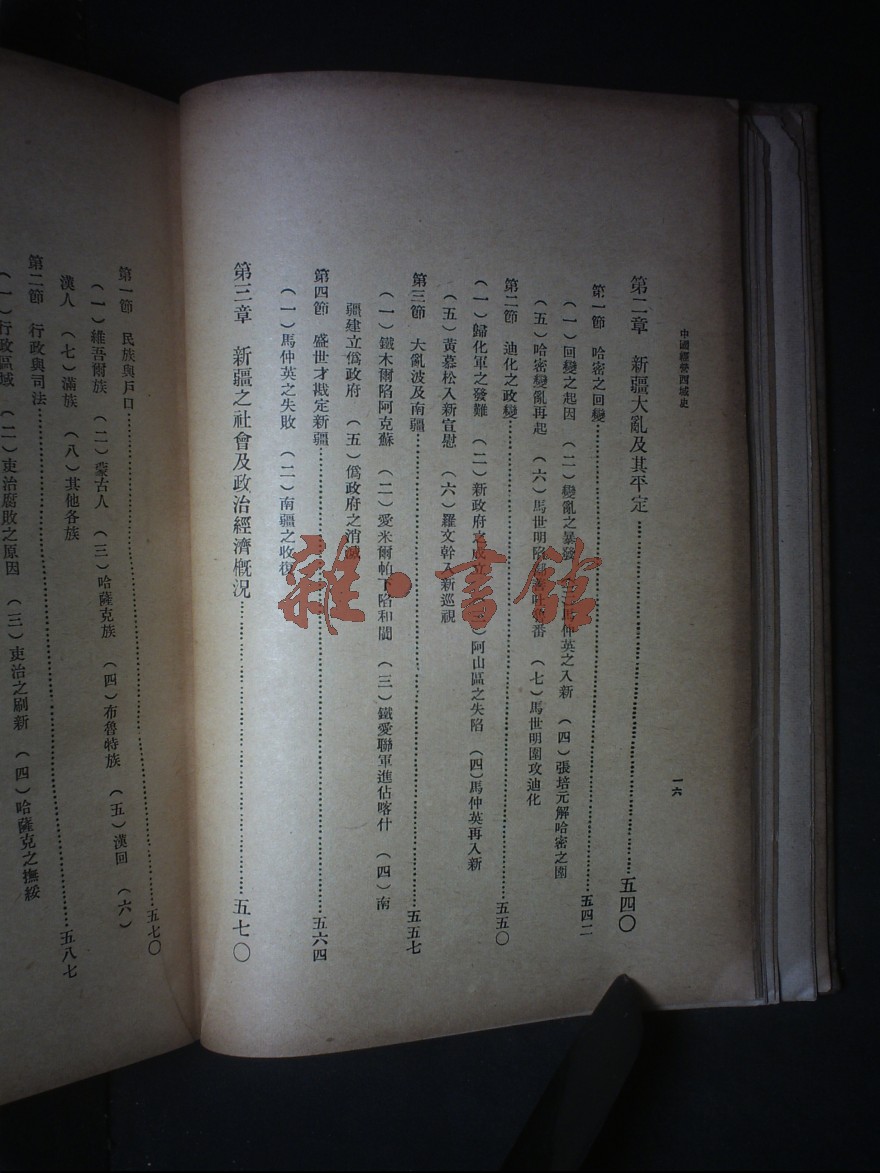 中國經營西域史
一六
第二章 新疆大亂及其平定……五四〇
第一節 哈密之回變……五四二
(一)回變之起因 (二)變亂之暴發 馬仲英之入新 (四)張培元解哈密之圍
(五)哈密變亂再起 (六)馬世明陷 番 (七)馬世明圍攻迪化
第二節 迪化之政變……五五〇
(一)歸化軍之發難 (二)新政府之成立 阿山區之失陷 (四)馬仲英再入新
(五)黃慕松入新宣慰 (六)羅文幹入新巡視
第三節 大亂波及南疆……五五七
(一)鐵木爾陷阿克蘇 (二)愛米爾帕下陷和闐 (三)鐵愛聯軍進佔喀什 (四)南
疆建立僞政府 (五)僞政府之消滅
第四節 盛世才戡定新疆……五六四
(一)馬仲英之失敗 (二)南疆之收復
第三章 新疆之社會及政治經濟概況……五七〇
第一節 民族與戶口……五七〇
(一)維吾爾族 (二)蒙古人 (三)哈薩克族 (四)布魯特族 (五)漢回 (六)
漢人 (七)滿族 (八)其他各族
第二節 行政與司法……五八七
(一)行政區域 (二)吏治腐敗之原因 (三)吏治之刷新 (四)哈薩克之撫綏
雜·書館